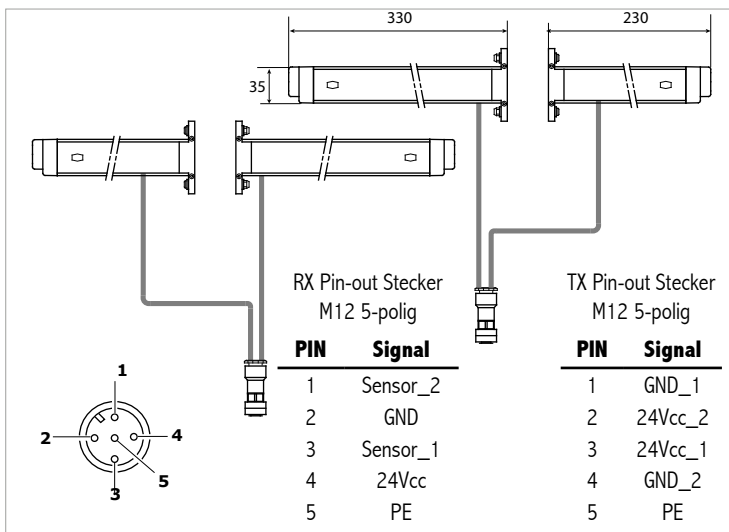 330
230
35
RX Pin-out Stecker
M12 5-polig
PIN Signal
1 Sensor_2
2 GND
3 Sensor_1
4 24Vcc
5 PE
TX Pin-out Stecker
M12 5-polig
PIN Signal
1 GND_1
2 24Vcc_2
3 24Vcc_1
4 GND_2
5 PE
1
2
4
3
5